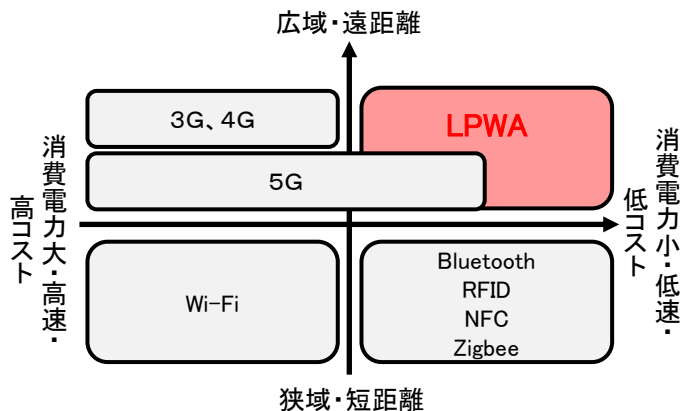 広域・遠距離
3G、4G
LPWA
5G
消費電力大・高速・
高コスト
消費電力小・低速・
低コスト
Wi-Fi
Bluetooth
RFID
NFC
Zigbee
狭域・短距離